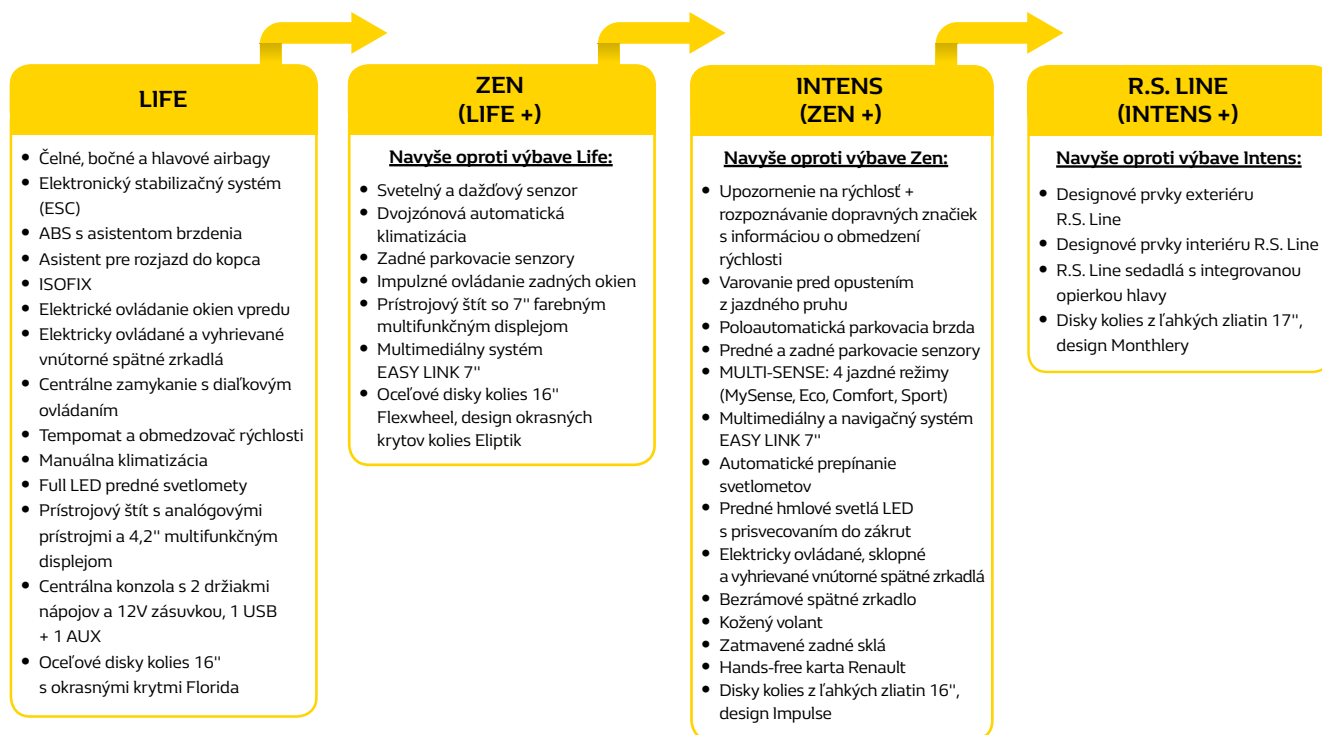 LIFE
• Čelné, bočné a hlavové airbagy
• Elektronický stabilizačný systém
(ESC)
• ABS s asistentom brzdenia
• Asistent pre rozjazd do kopca
• ISOFIX
• Elektrické ovládanie okien vpredu
• Elektricky ovládané a vyhrievané
vnútorné spätné zrkadlá
• Centrálne zamykanie s diaľkovým
ovládaním
• Tempomat a obmedzovač rýchlosti
• Manuálna klimatizácia
• Full LED predné svetlomety
• Prístrojový štít s analógovými
prístrojmi a 4,2" multifunkčným
displejom
• Centrálna konzola s 2 držiakmi
nápojov a 12V zásuvkou, 1 USB
+ 1 AUX
• Oceľové disky kolies 16"
s okrasnými krytmi Florida
ZEN
(LIFE +)
Navyše oproti výbave Life:
• Svetelný a dažďový senzor
• Dvojzónová automatická
klimatizácia
• Zadné parkovacie senzory
• Impulzné ovládanie zadných okien
• Prístrojový štít so 7" farebným
multifunkčným displejom
• Multimediálny systém
EASY LINK 7"
• Oceľové disky kolies 16"
Flexwheel, design okrasných
krytov kolies Eliptik
INTENS
(ZEN +)
Navyše oproti výbave Zen:
• Upozornenie na rýchlosť +
rozpoznávanie dopravných značiek
s informáciou o obmedzení
rýchlosti
• Varovanie pred opustením
z jazdného pruhu
• Poloautomatická parkovacia brzda
• Predné a zadné parkovacie senzory
• MULTI-SENSE: 4 jazdné režimy
(MySense, Eco, Comfort, Sport)
• Multimediálny a navigačný systém
EASY LINK 7"
• Automatické prepínanie
svetlometov
• Predné hmlové svetlá LED
s prisvecovaním do zákrut
• Elektricky ovládané, sklopné
a vyhrievané vnútorné spätné zrkadlá
• Bezrámové spätné zrkadlo
• Kožený volant
• Zatmavené zadné sklá
• Hands-free karta Renault
• Disky kolies z ľahkých zliatin 16",
design Impulse
R.S. LINE
(INTENS +)
Navyše oproti výbave Intens:
• Designové prvky exteriéru
R.S. Line
• Designové prvky interiéru R.S. Line
• R.S. Line sedadlá s integrovanou
opierkou hlavy
• Disky kolies z ľahkých zliatin 17",
design Monthlery